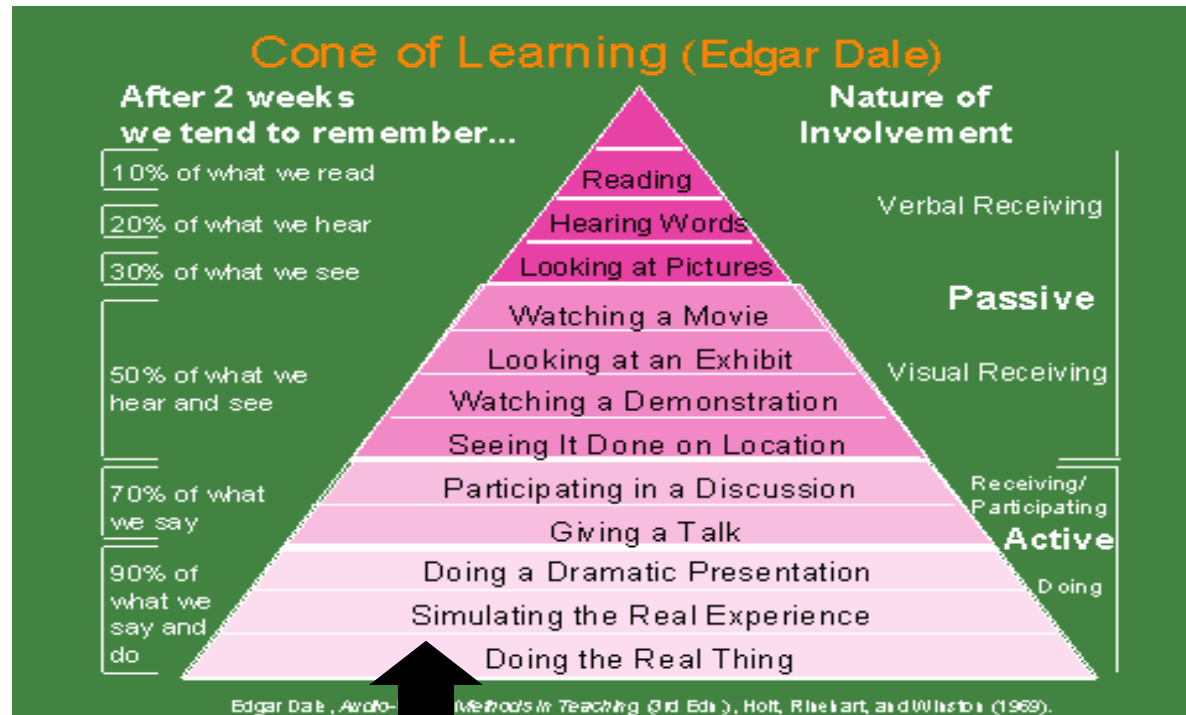 Cone of Learning (Edgar Dale)
After 2 weeks
we tend to remember...
Nature of
Involvement
10% of what we read
Reading
Verbal Receiving
20% of what we hear
Hearing Words
30% of what we see
Looking at Pictures
Passive
Watching a Movie
50% of what we
hear and see
Looking at an Exhibit
Visual Receiving
Watching a Demonstration
Seeing It Done on Location
70% of what
we say
Participating in a Discussion
Receiving/
Participating
Giving a Talk
Active
90% of
what we
say and
do
Doing a Dramatic Presentation
Doing
Simulating the Real Experience
Doing the Real Thing
Edgar Dale, Audio- Methods in Teaching (3rd Edn.), Holt, Rinehart, and Winston (1969).